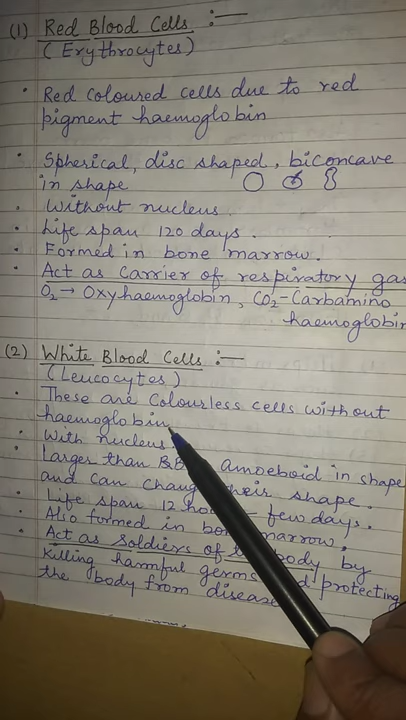 (1) Red Blood Cells :—
(Erythrocytes)
• Red coloured cells due to red
pigment haemoglobin
• Spherical, disc shaped, biconcave
in shape
• Without nucleus.
• Life span 120 days.
• Formed in bone marrow.
• Act as Carrier of respiratory gas
O₂ → Oxyhaemoglobin, CO₂-Carbamino
haemoglobin
(2) White Blood Cells :—
(Leucocytes)
• These are Colourless cells without
haemoglobin
• With nucleus
• Larger than amoeboid in shape
and can their shape.
• Life span 12 few days.
• Also formed in marrow.
• Act as Soldiers of body by
killing harmful germs protecting
the body from